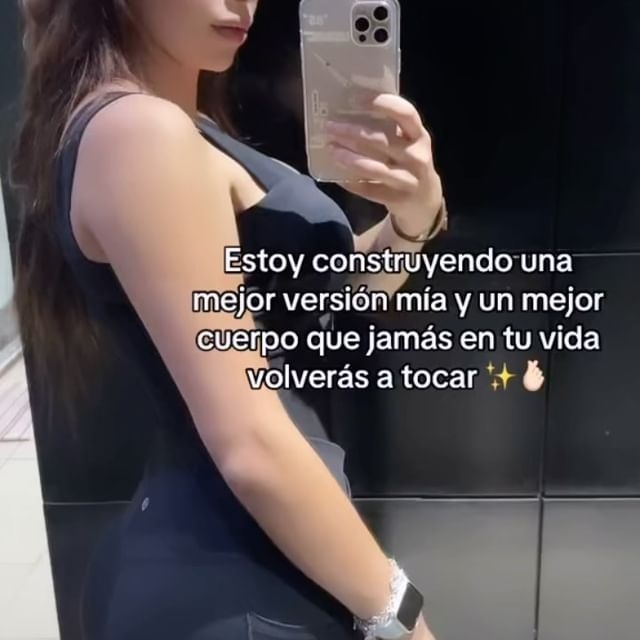 Estoy construyendo una
mejor versión mía y un mejor
cuerpo que jamás en tu vida
volverás a tocar ✨🫰🏻